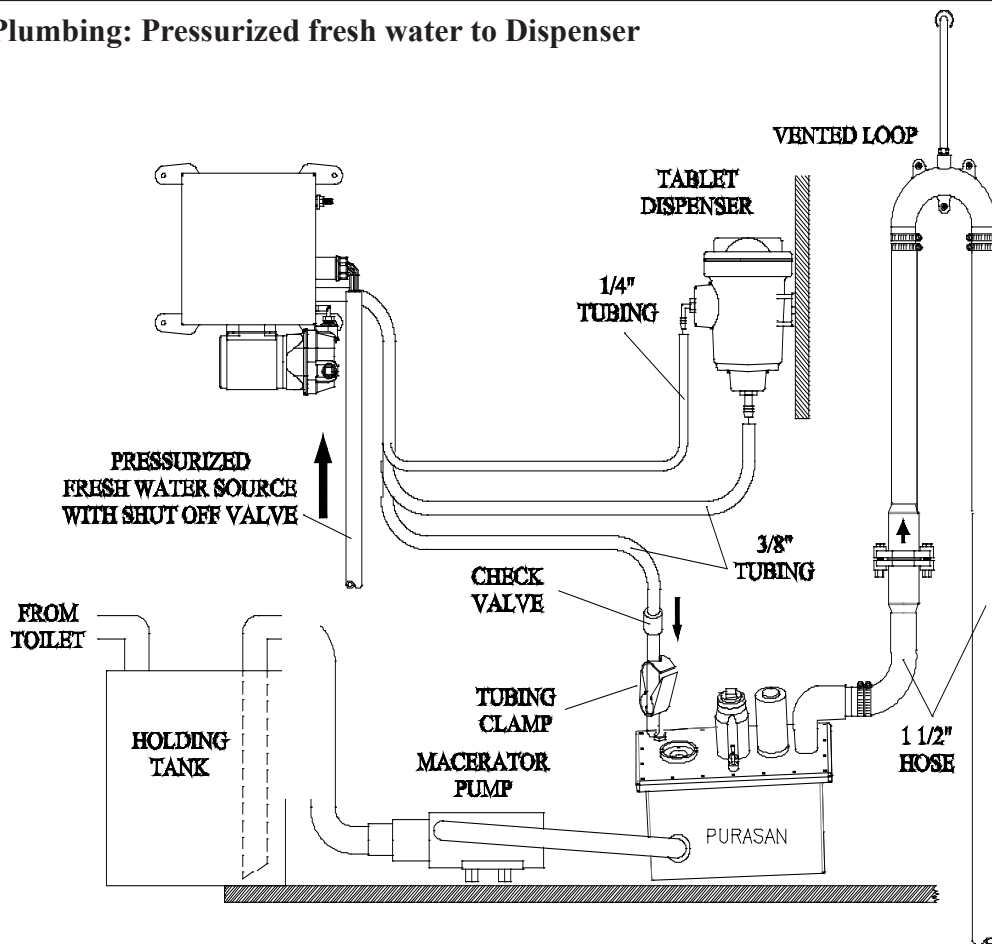 Plumbing: Pressurized fresh water to Dispenser
VENTED LOOP
TABLET
DISPENSER
1/4"
TUBING
PRESSURIZED
FRESH WATER SOURCE
WITH SHUT OFF VALVE
3/8"
TUBING
CHECK
VALVE
FROM
TOILET
TUBING
CLAMP
HOLDING
TANK
MACERATOR
PUMP
1 1/2"
HOSE
PURASAN